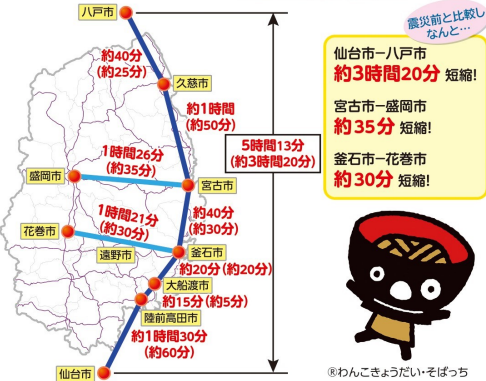 八戸市
約40分
(約25分)
久慈市
約1時間
(約50分)
5時間13分
(約3時間20分)
1時間26分
(約35分)
盛岡市
宮古市
1時間21分
(約30分)
花巻市
遠野市
約40分
(約30分)
釜石市
約20分(約20分)
大船渡市
約15分(約5分)
陸前高田市
約1時間30分
(約60分)
仙台市
震災前と比較し
なんと…
仙台市−八戸市
約3時間20分 短縮!
宮古市−盛岡市
約35分 短縮!
釜石市−花巻市
約30分 短縮!
®わんこきょうだい・そばっち